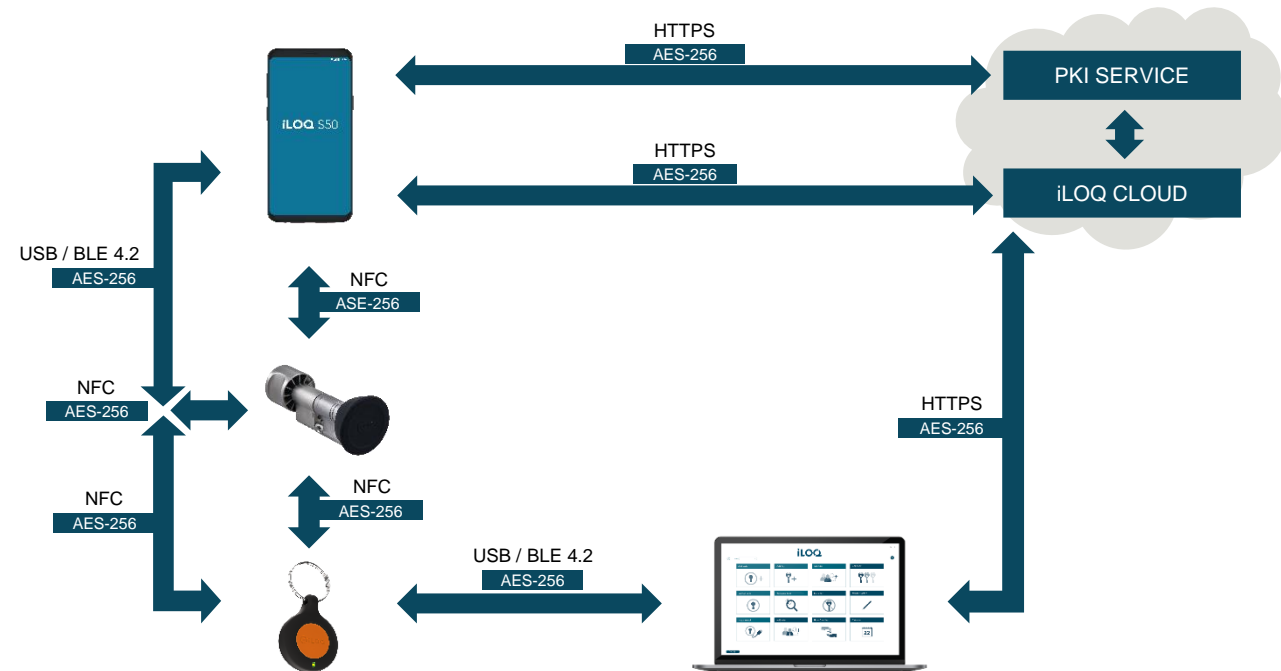 HTTPS
AES-256
PKI SERVICE
iLOQ S50
HTTPS
AES-256
iLOQ CLOUD
USB / BLE 4.2
AES-256
NFC
ASE-256
NFC
AES-256
HTTPS
AES-256
NFC
AES-256
NFC
AES-256
USB / BLE 4.2
AES-256
iLOQ
22